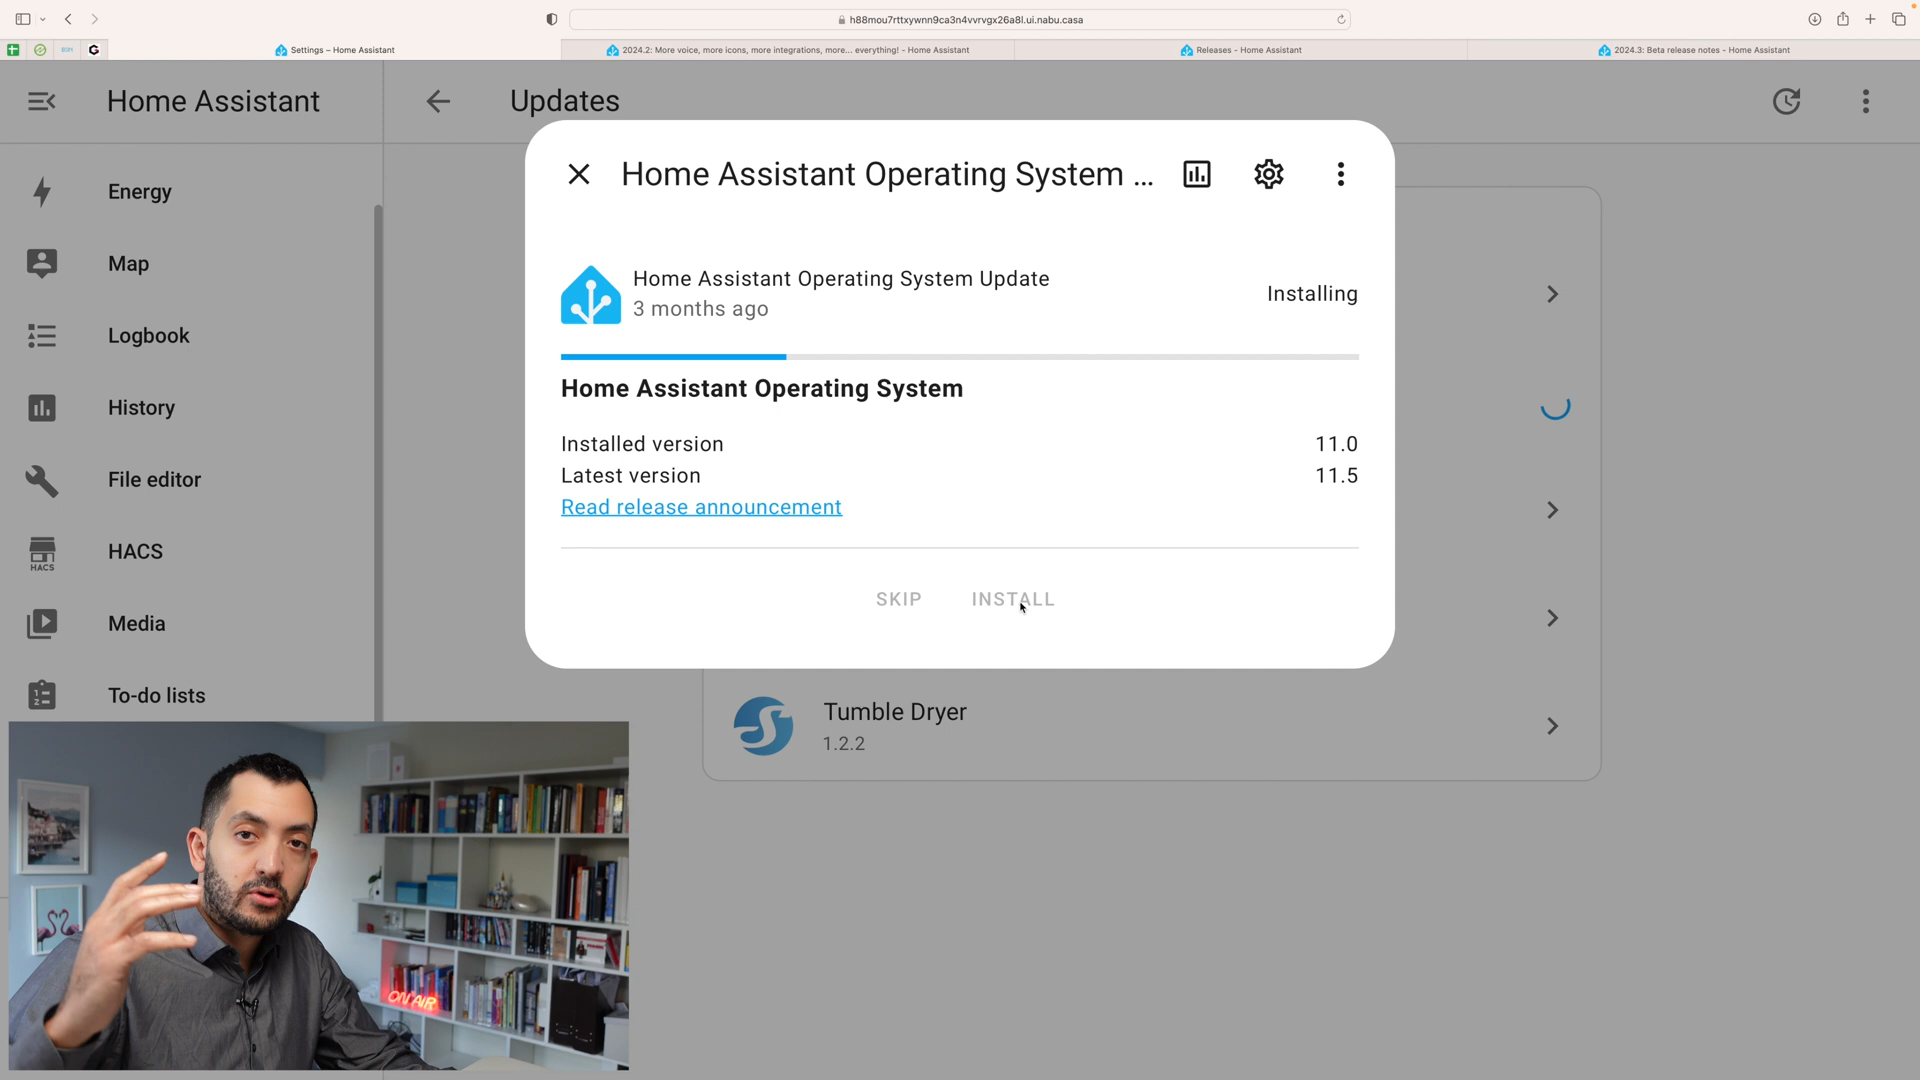 h88mou7rttxywnn9ca3n4vvrvgx26a8l.ui.nabu.casa
Settings – Home Assistant
2024.2: More voice, more icons, more integrations, more... everything! - Home Assistant
Releases - Home Assistant
2024.3: Beta release notes - Home Assistant
Home Assistant
Updates
Energy
Map
Logbook
History
File editor
HACS
HACS
Media
To-do lists
Home Assistant Operating System ...
Home Assistant Operating System Update
3 months ago
Installing
Home Assistant Operating System
Installed version 11.0
Latest version 11.5
Read release announcement
SKIP INSTALL
Tumble Dryer
1.2.2
ON AIR